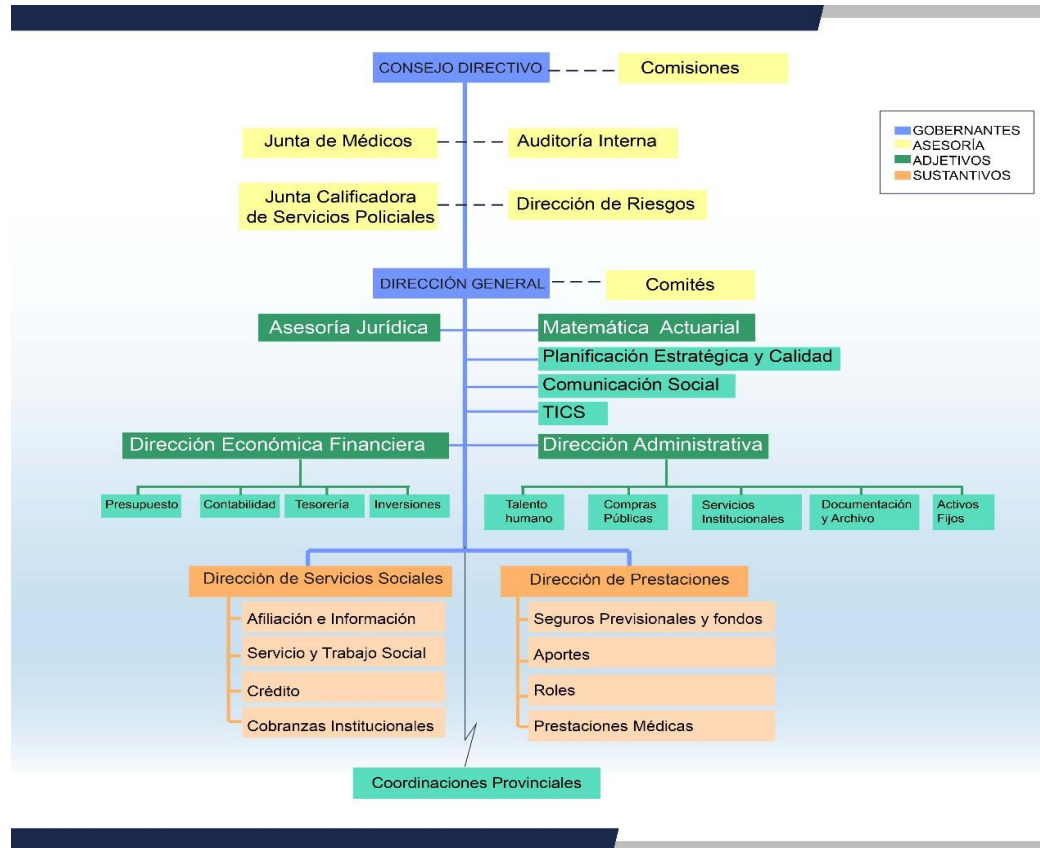 CONSEJO DIRECTIVO
Comisiones
GOBERNANTES
ASESORÍA
ADJETIVOS
SUSTANTIVOS
Junta de Médicos
Auditoría Interna
Junta Calificadora
de Servicios Policiales
Dirección de Riesgos
DIRECCIÓN GENERAL
Comités
Asesoría Jurídica
Matemática Actuarial
Planificación Estratégica y Calidad
Comunicación Social
TICS
Dirección Económica Financiera
Dirección Administrativa
Presupuesto
Contabilidad
Tesorería
Inversiones
Talento
humano
Compras
Públicas
Servicios
Institucionales
Documentación
y Archivo
Activos
Fijos
Dirección de Servicios Sociales
Afiliación e Información
Servicio y Trabajo Social
Crédito
Cobranzas Institucionales
Dirección de Prestaciones
Seguros Previsionales y fondos
Aportes
Roles
Prestaciones Médicas
Coordinaciones Provinciales